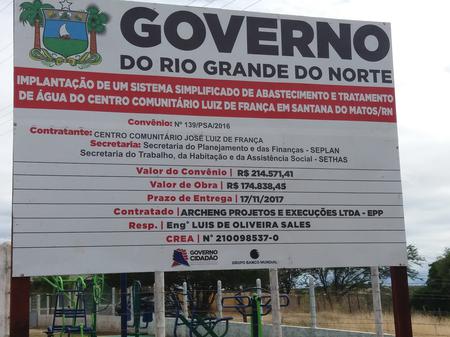 GOVERNO
DO RIO GRANDE DO NORTE
IMPLANTAÇÃO DE UM SISTEMA SIMPLIFICADO DE ABASTECIMENTO E TRATAMENTO
DE ÁGUA DO CENTRO COMUNITÁRIO LUIZ DE FRANÇA EM SANTANA DO MATOS/RN
Convênio: Nº 139/PSA/2016
Contratante: CENTRO COMUNITÁRIO JOSÉ LUIZ DE FRANÇA
Secretaria: Secretaria do Planejamento e das Finanças - SEPLAN
Secretaria do Trabalho, da Habitação e da Assistência Social - SETHAS
Valor do Convênio | R$ 214.571,41
Valor de Obra | R$ 174.838,45
Prazo de Entrega | 17/11/2017
Contratado | ARCHENG PROJETOS E EXECUÇÕES LTDA - EPP
Resp. | Engº LUIS DE OLIVEIRA SALES
CREA | N° 210098537-0
GOVERNO CIDADÃO
GRUPO BANCO MUNDIAL